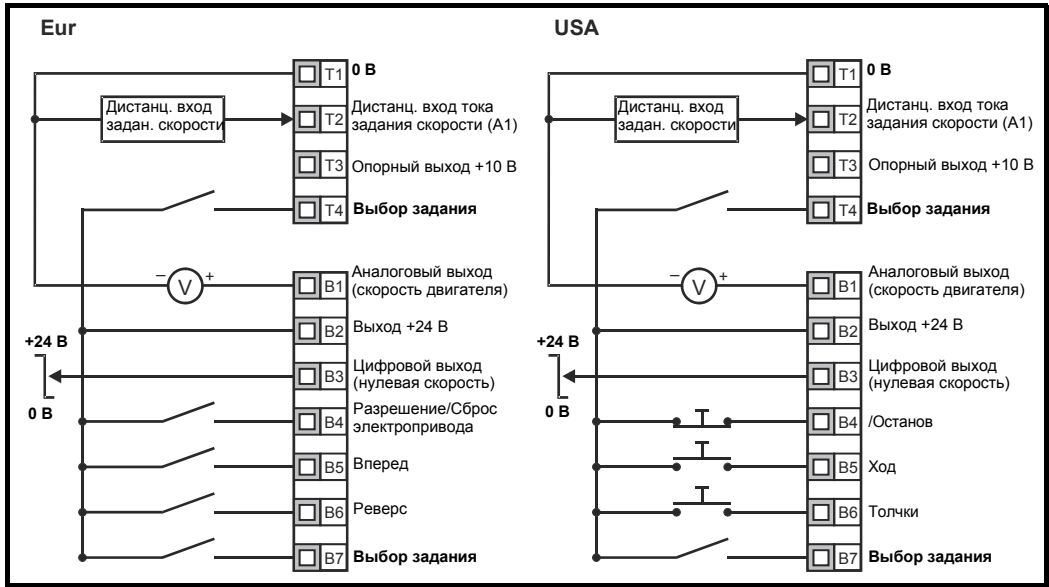 Eur
T1 0 В
Дистанц. вход
задан. скорости
T2 Дистанц. вход тока
задания скорости (A1)
T3 Опорный выход +10 В
T4 Выбор задания
– V +
B1 Аналоговый выход
(скорость двигателя)
B2 Выход +24 В
+24 В
0 В
B3 Цифровой выход
(нулевая скорость)
B4 Разрешение/Сброс
электропривода
B5 Вперед
B6 Реверс
B7 Выбор задания
USA
T1 0 В
Дистанц. вход
задан. скорости
T2 Дистанц. вход тока
задания скорости (A1)
T3 Опорный выход +10 В
T4 Выбор задания
– V +
B1 Аналоговый выход
(скорость двигателя)
B2 Выход +24 В
+24 В
0 В
B3 Цифровой выход
(нулевая скорость)
B4 /Останов
B5 Ход
B6 Толчки
B7 Выбор задания